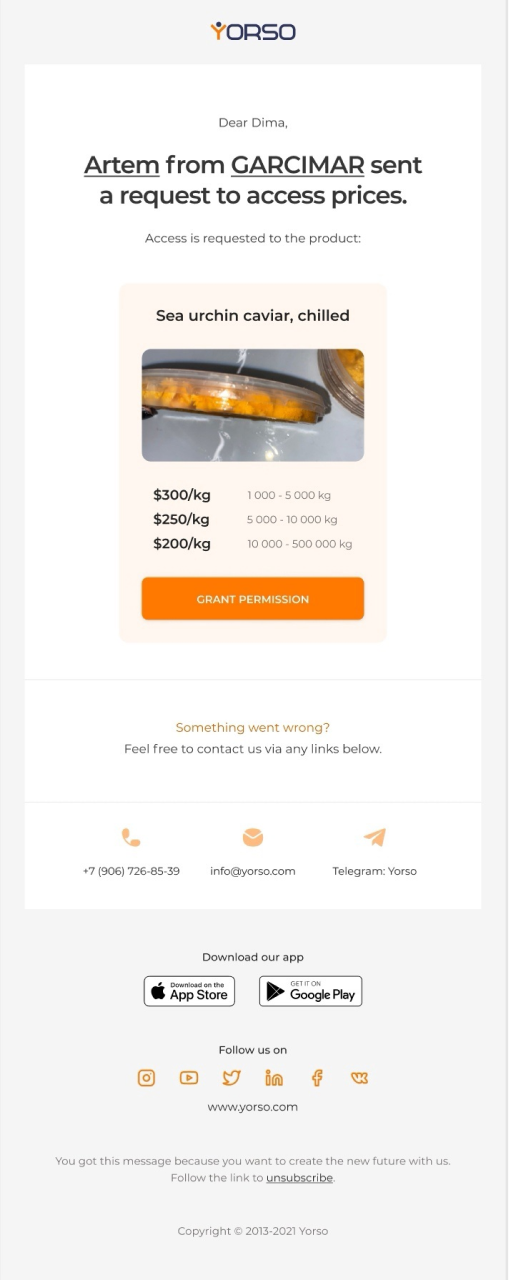 YORSO
Dear Dima,
Artem from GARCIMAR sent
a request to access prices.
Access is requested to the product:
Sea urchin caviar, chilled
$300/kg 1 000 - 5 000 kg
$250/kg 5 000 - 10 000 kg
$200/kg 10 000 - 500 000 kg
GRANT PERMISSION
Something went wrong?
Feel free to contact us via any links below.
+7 (906) 726-85-39 info@yorso.com Telegram: Yorso
Download our app
Download on the
App Store
GET IT ON
Google Play
Follow us on
www.yorso.com
You got this message because you want to create the new future with us.
Follow the link to unsubscribe.
Copyright © 2013-2021 Yorso